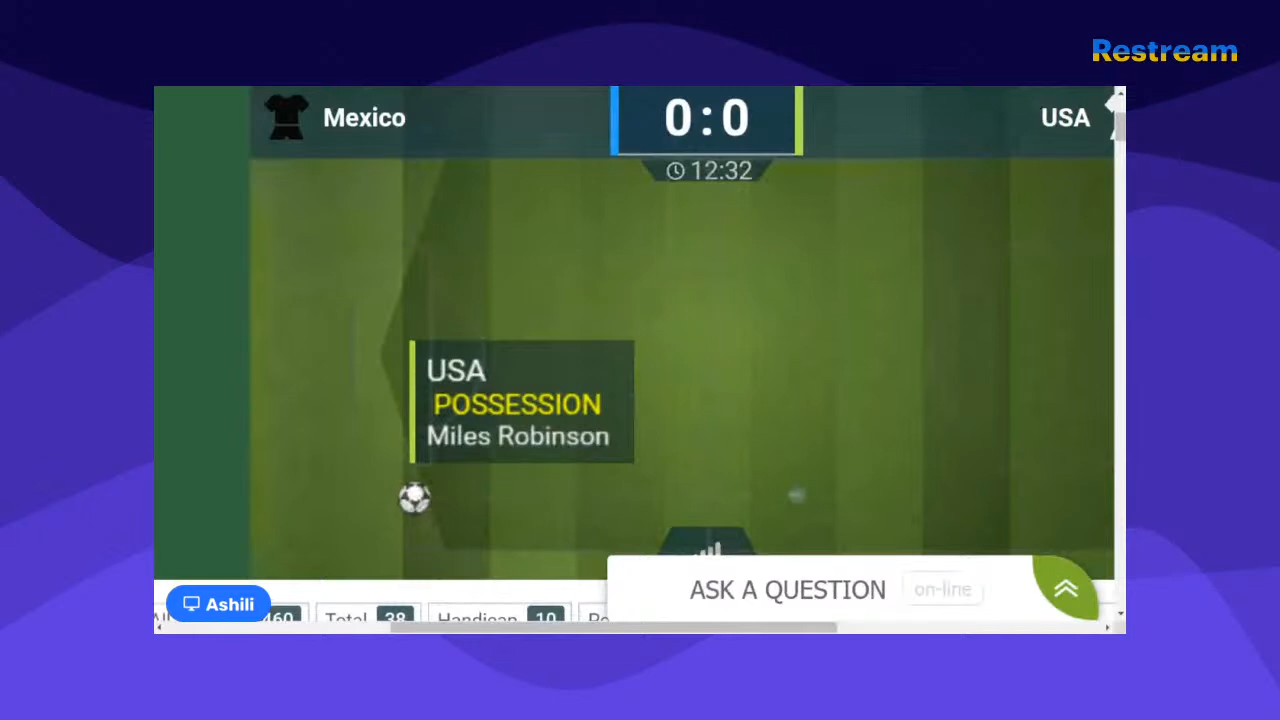 Restream
Mexico
0:0
USA
12:32
USA
POSSESSION
Miles Robinson
ASK A QUESTION
on-line
Ashili
Total 38
Handicap 10